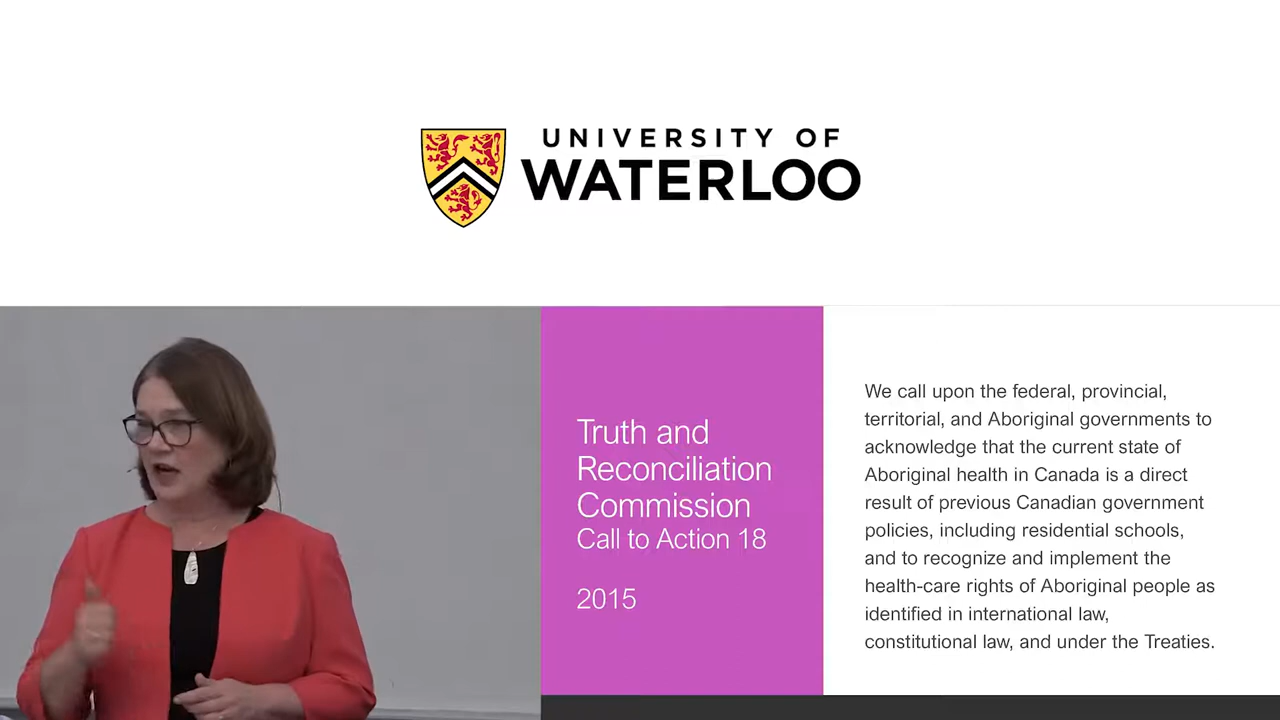 UNIVERSITY OF
WATERLOO
Truth and
Reconciliation
Commission
Call to Action 18
2015
We call upon the federal, provincial,
territorial, and Aboriginal governments to
acknowledge that the current state of
Aboriginal health in Canada is a direct
result of previous Canadian government
policies, including residential schools,
and to recognize and implement the
health-care rights of Aboriginal people as
identified in international law,
constitutional law, and under the Treaties.